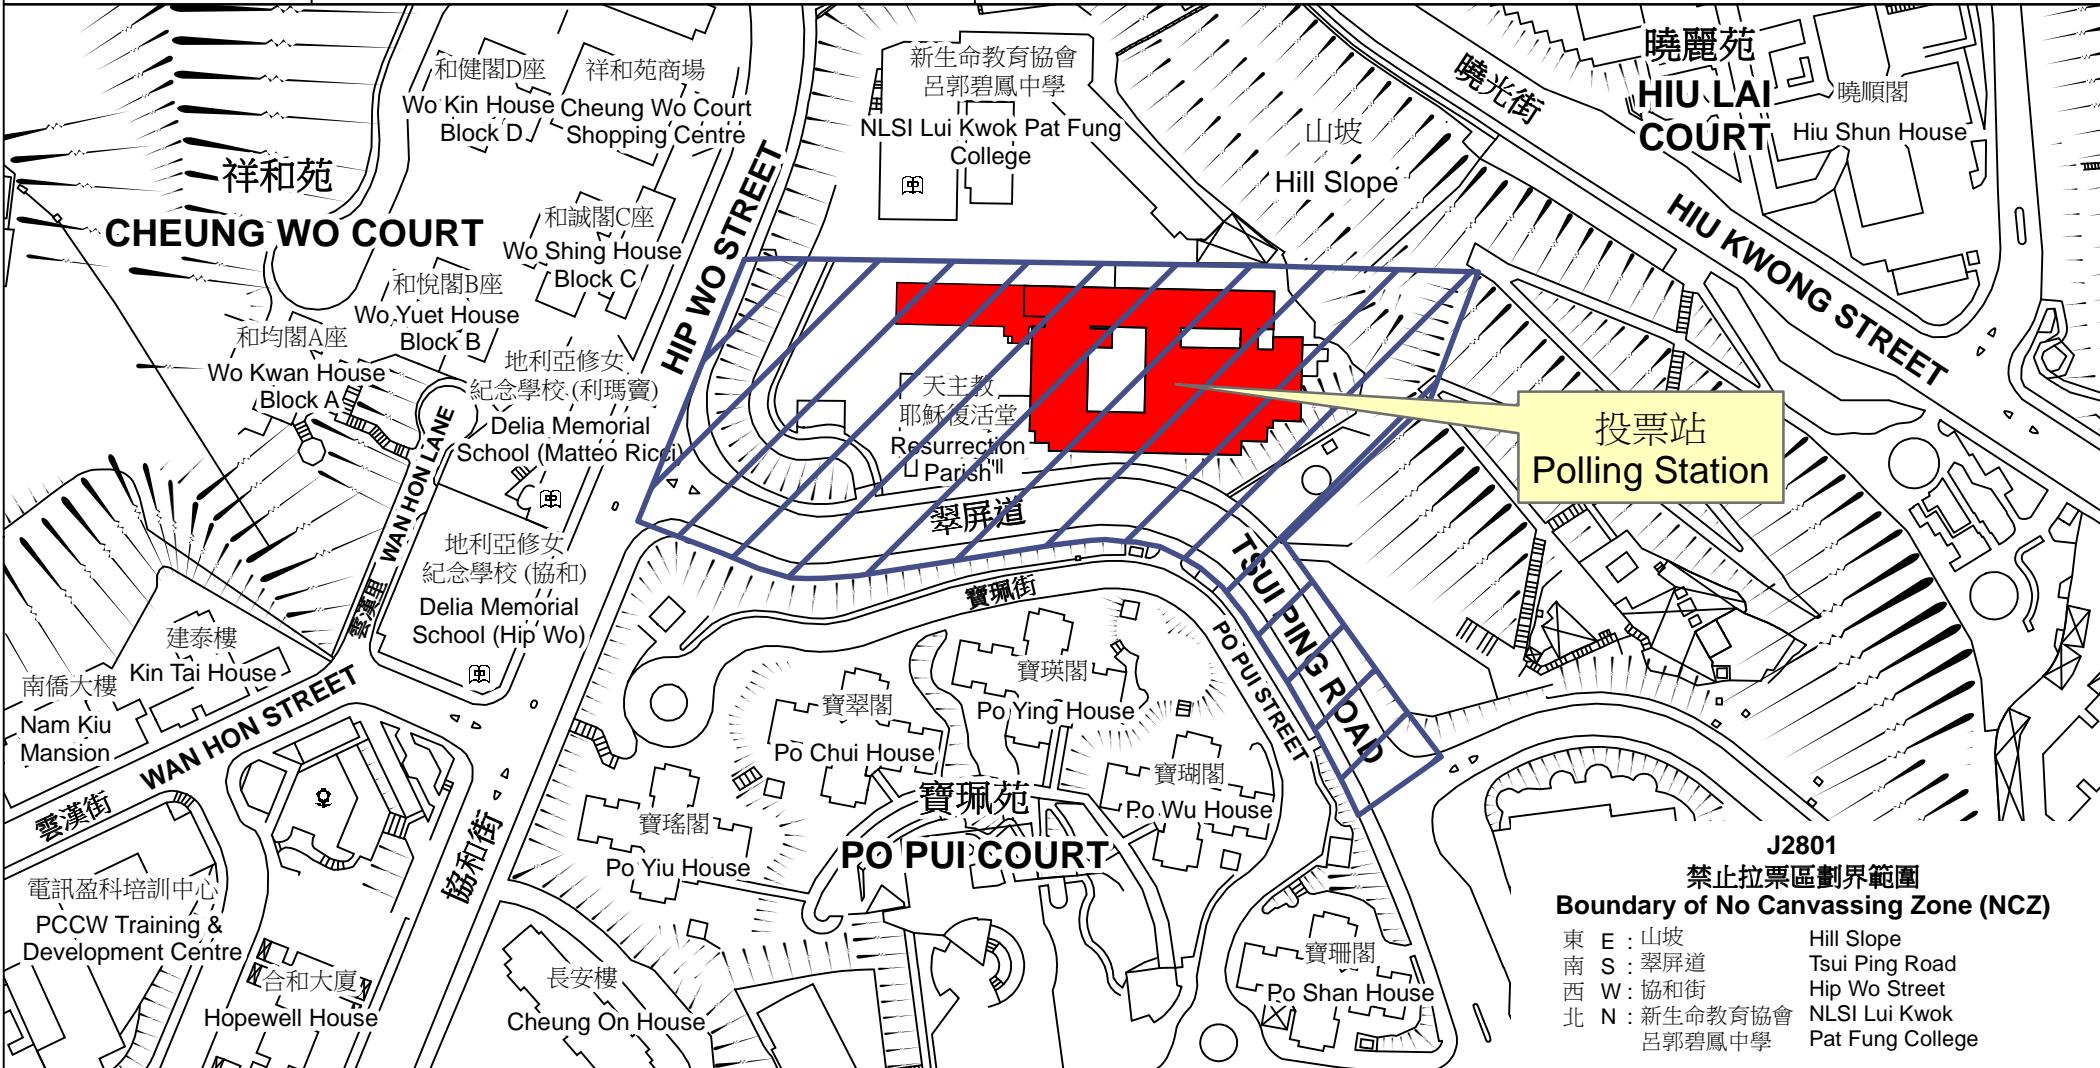 新生命教育協會
呂郭碧鳳中學
NLSI Lui Kwok Pat Fung
College
曉麗苑
HIU LAI
COURT
曉順閣
Hiu Shun House
曉光街
HIU KWONG STREET
山坡
Hill Slope
和健閣D座
Wo Kin House
Block D
祥和苑商場
Cheung Wo Court
Shopping Centre
祥和苑
CHEUNG WO COURT
和誠閣C座
Wo Shing House
Block C
和悅閣B座
Wo Yuet House
Block B
和均閣A座
Wo Kwan House
Block A
HIP WO STREET
地利亞修女
紀念學校 (利瑪竇)
Delia Memorial
School (Matteo Ricci)
天主教
耶穌復活堂
Resurrection
Parish
投票站
Polling Station
雲漢里 WAN HON LANE
地利亞修女
紀念學校 (協和)
Delia Memorial
School (Hip Wo)
翠屏道
TSUI PING ROAD
寶珮街
PO PUI STREET
建泰樓
Kin Tai House
南僑大樓
Nam Kiu
Mansion
雲漢街
WAN HON STREET
協和街
寶瑛閣
Po Ying House
寶翠閣
Po Chui House
寶瑚閣
Po Wu House
寶珮苑
PO PUI COURT
寶瑤閣
Po Yiu House
寶珊閣
Po Shan House
電訊盈科培訓中心
PCCW Training &
Development Centre
合和大廈
Hopewell House
長安樓
Cheung On House
J2801
禁止拉票區劃界範圍
Boundary of No Canvassing Zone (NCZ)
東 E : 山坡 Hill Slope
南 S : 翠屏道 Tsui Ping Road
西 W : 協和街 Hip Wo Street
北 N : 新生命教育協會 NLSI Lui Kwok
呂郭碧鳳中學 Pat Fung College